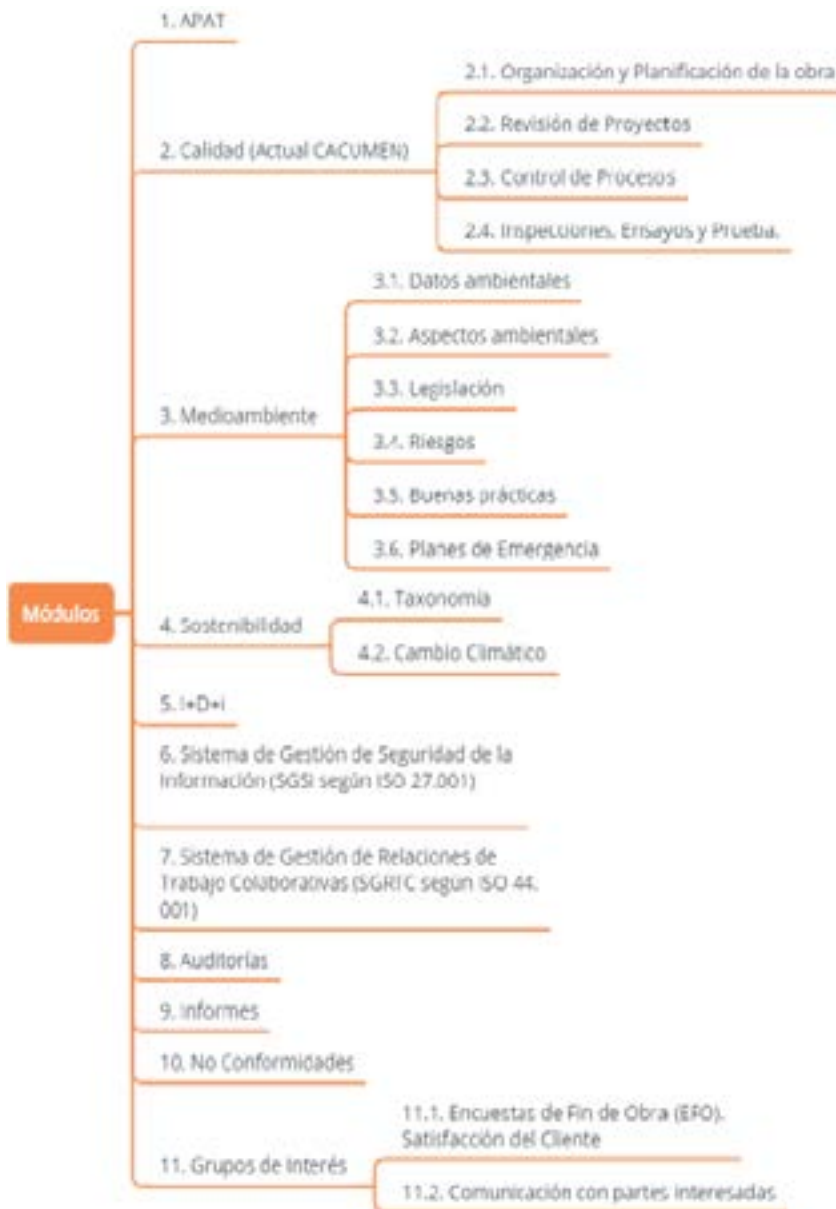 1. APAT
2.1. Organización y Planificación de la obra
2. Calidad (Actual CACUMEN)
2.2. Revisión de Proyectos
2.3. Control de Procesos
2.4. Inspecciones, Ensayos y Prueba.
3.1. Datos ambientales
3.2. Aspectos ambientales
3. Medioambiente
3.3. Legislación
3.4. Riesgos
3.5. Buenas prácticas
3.6. Planes de Emergencia
Módulos
4. Sostenibilidad
4.1. Taxonomía
4.2. Cambio Climático
5. I+D+i
6. Sistema de Gestión de Seguridad de la
Información (SGSI según ISO 27.001)
7. Sistema de Gestión de Relaciones de
Trabajo Colaborativas (SGRTC según ISO 44.
001)
8. Auditorías
9. Informes
10. No Conformidades
11. Grupos de Interés
11.1. Encuestas de Fin de Obra (EFO).
Satisfacción del Cliente
11.2. Comunicación con partes interesadas